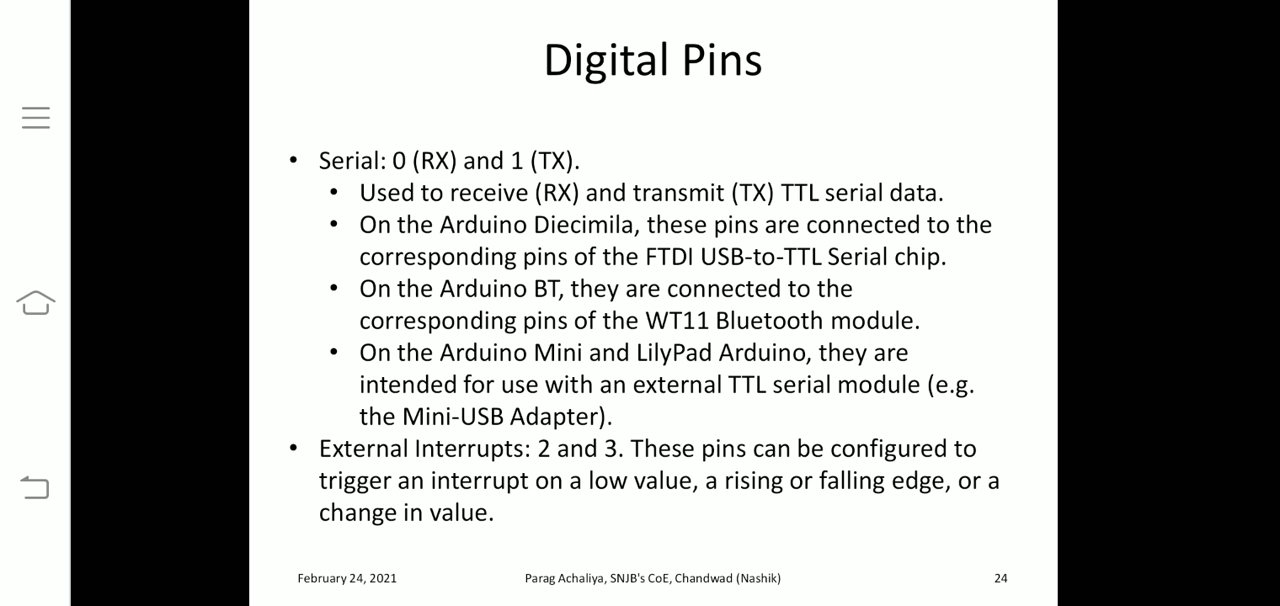 Digital Pins
• Serial: 0 (RX) and 1 (TX).
• Used to receive (RX) and transmit (TX) TTL serial data.
• On the Arduino Diecimila, these pins are connected to the
corresponding pins of the FTDI USB-to-TTL Serial chip.
• On the Arduino BT, they are connected to the
corresponding pins of the WT11 Bluetooth module.
• On the Arduino Mini and LilyPad Arduino, they are
intended for use with an external TTL serial module (e.g.
the Mini-USB Adapter).
• External Interrupts: 2 and 3. These pins can be configured to
trigger an interrupt on a low value, a rising or falling edge, or a
change in value.
February 24, 2021
Parag Achaliya, SNJB's CoE, Chandwad (Nashik)
24